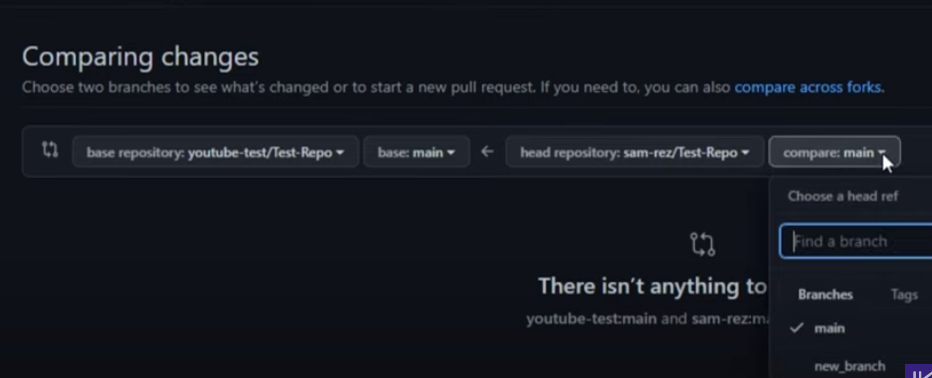 Comparing changes
Choose two branches to see what's changed or to start a new pull request. If you need to, you can also compare across forks.
base repository: youtube-test/Test-Repo base: main head repository: sam-rez/Test-Repo compare: main
Choose a head ref
Find a branch
There isn't anything to
Branches Tags
youtube-test:main and sam-rez:m
main
new_branch